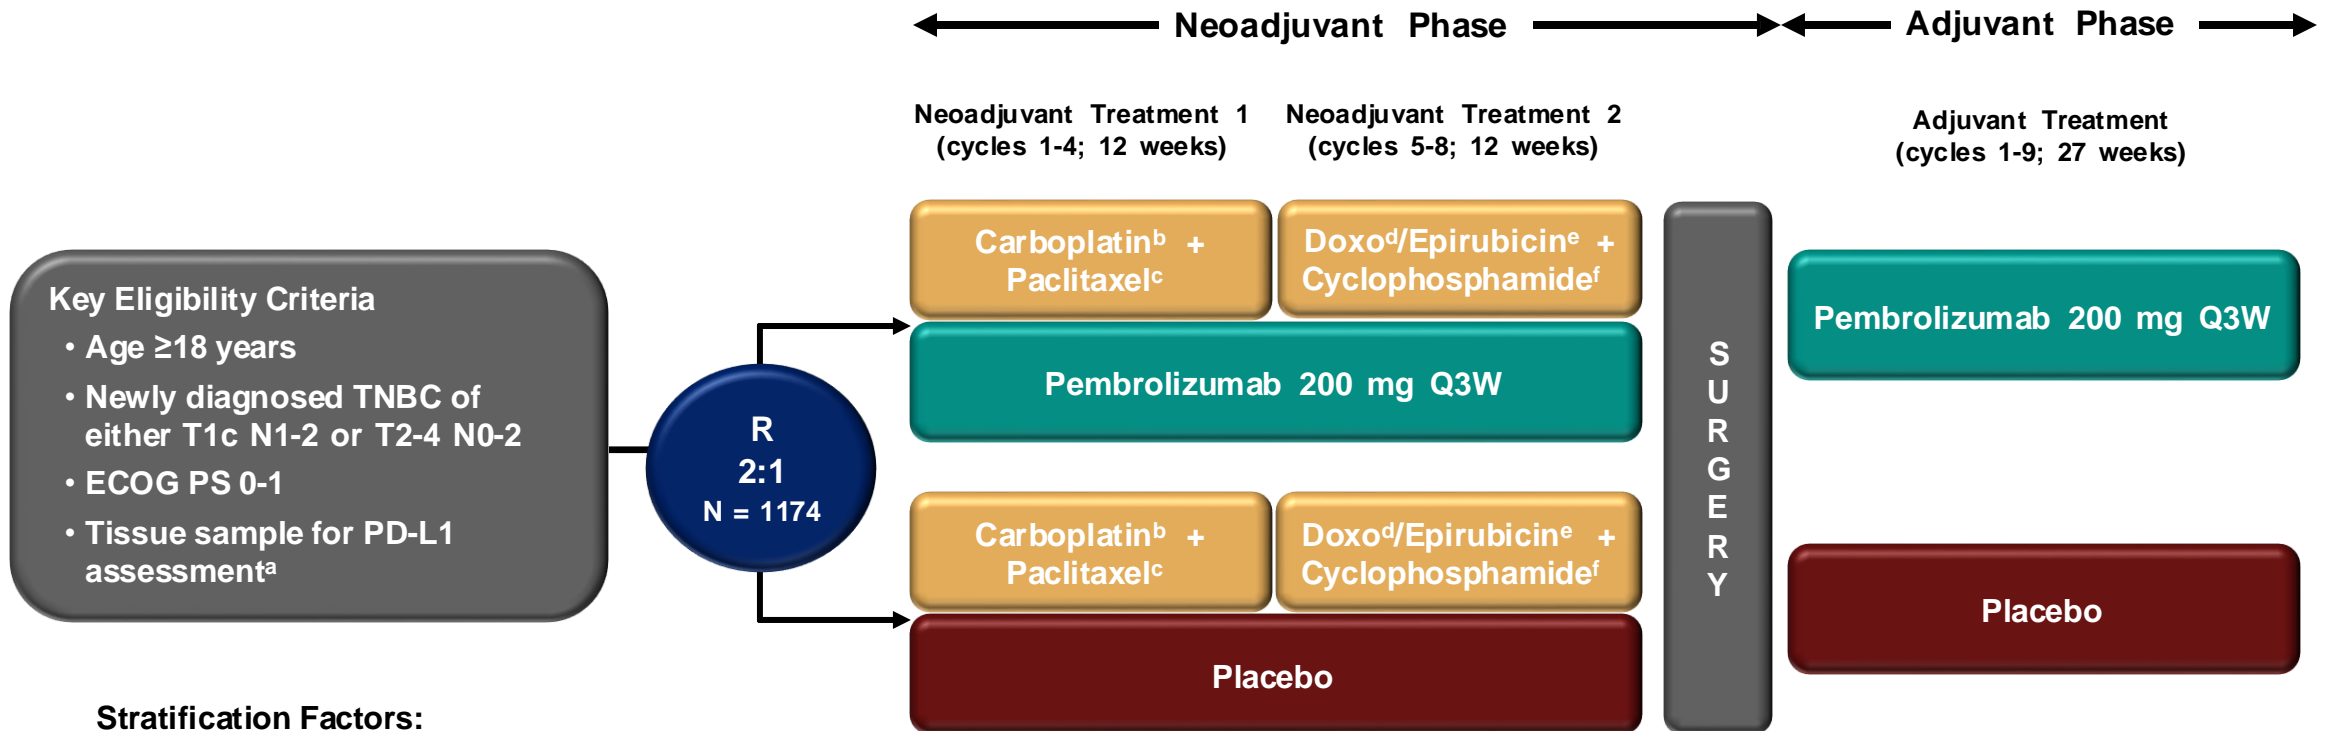 Neoadjuvant Phase
Adjuvant Phase
Neoadjuvant Treatment 1
(cycles 1-4; 12 weeks)
Neoadjuvant Treatment 2
(cycles 5-8; 12 weeks)
Adjuvant Treatment
(cycles 1-9; 27 weeks)
Key Eligibility Criteria
• Age ≥18 years
• Newly diagnosed TNBC of
either T1c N1-2 or T2-4 N0-2
• ECOG PS 0-1
• Tissue sample for PD-L1
assessmentᵃ
R
2:1
N = 1174
Carboplatinᵇ +
Paclitaxelᶜ
Doxoᵈ/Epirubicinᵉ +
Cyclophosphamideᶠ
Pembrolizumab 200 mg Q3W
Carboplatinᵇ +
Paclitaxelᶜ
Doxoᵈ/Epirubicinᵉ +
Cyclophosphamideᶠ
Placebo
S
U
R
G
E
R
Y
Pembrolizumab 200 mg Q3W
Placebo
Stratification Factors: